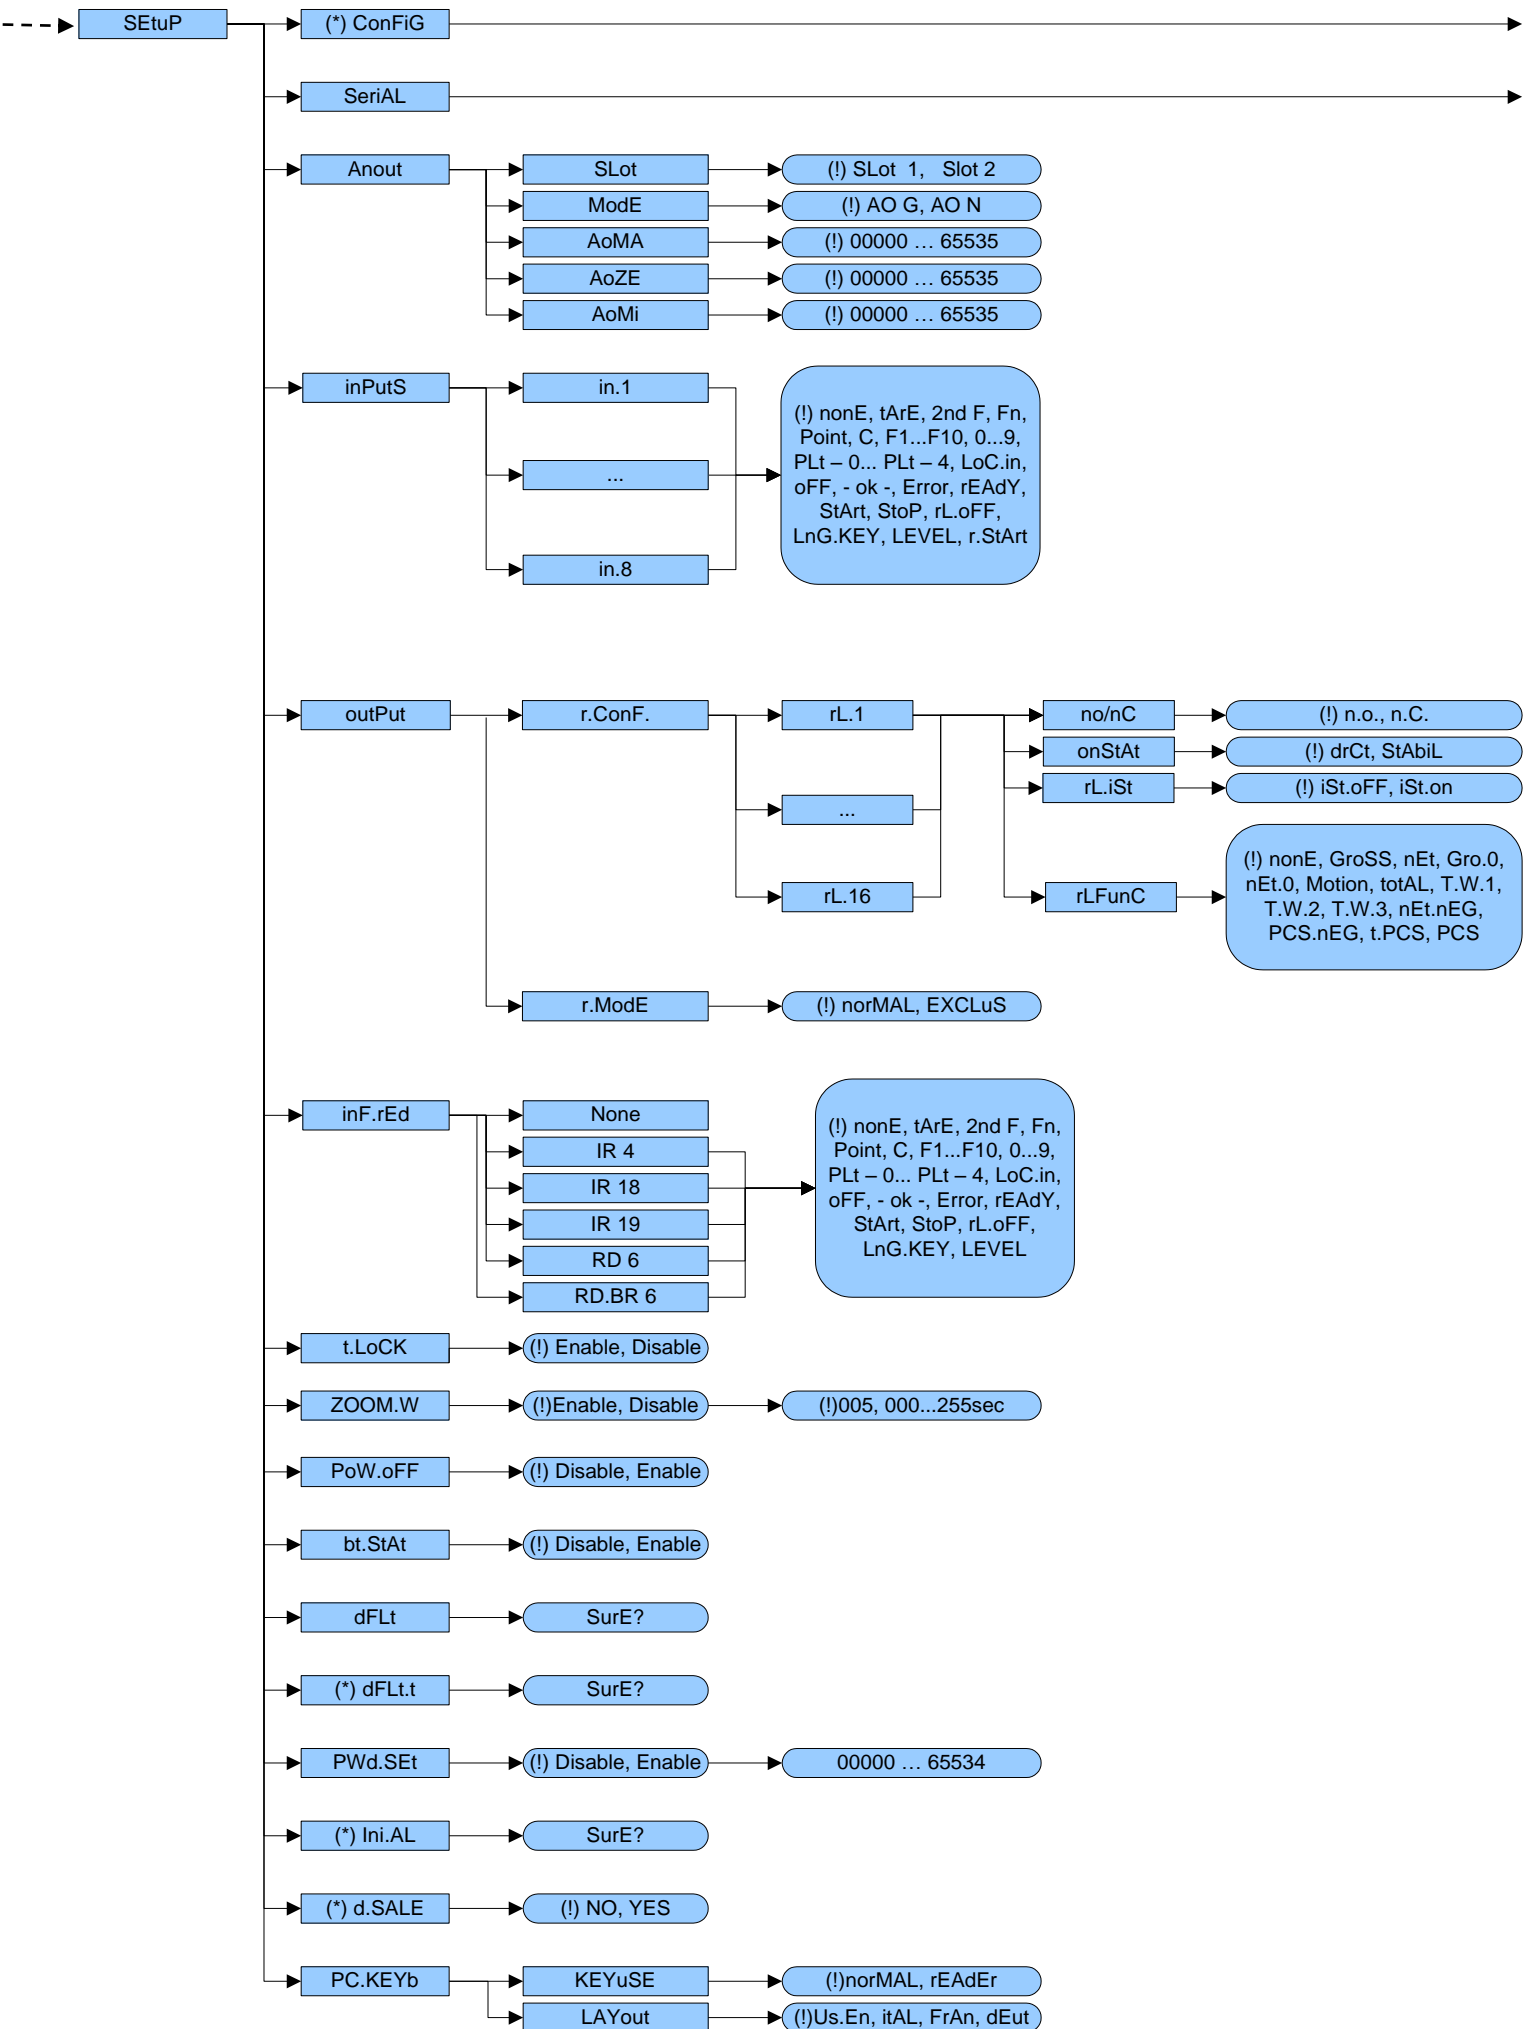 SEtuP
(*) ConFiG
SeriAL
Anout
SLot
(!) SLot  1,   Slot 2
ModE
(!) AO G, AO N
AoMA
(!) 00000 … 65535
AoZE
(!) 00000 … 65535
AoMi
(!) 00000 … 65535
inPutS
in.1
...
in.8
(!) nonE, tArE, 2nd F, Fn,
Point, C, F1...F10, 0...9,
PLt – 0... PLt – 4, LoC.in,
oFF, - ok -, Error, rEAdY,
StArt, StoP, rL.oFF,
LnG.KEY, LEVEL, r.StArt
outPut
r.ConF.
rL.1
...
rL.16
no/nC
(!) n.o., n.C.
onStAt
(!) drCt, StAbiL
rL.iSt
(!) iSt.oFF, iSt.on
rLFunC
(!) nonE, GroSS, nEt, Gro.0,
nEt.0, Motion, totAL, T.W.1,
T.W.2, T.W.3, nEt.nEG,
PCS.nEG, t.PCS, PCS
r.ModE
(!) norMAL, EXCLuS
inF.rEd
None
IR 4
IR 18
IR 19
RD 6
RD.BR 6
(!) nonE, tArE, 2nd F, Fn,
Point, C, F1...F10, 0...9,
PLt – 0... PLt – 4, LoC.in,
oFF, - ok -, Error, rEAdY,
StArt, StoP, rL.oFF,
LnG.KEY, LEVEL
t.LoCK
(!) Enable, Disable
ZOOM.W
(!)Enable, Disable
(!)005, 000...255sec
PoW.oFF
(!) Disable, Enable
bt.StAt
(!) Disable, Enable
dFLt
SurE?
(*) dFLt.t
SurE?
PWd.SEt
(!) Disable, Enable
00000 … 65534
(*) Ini.AL
SurE?
(*) d.SALE
(!) NO, YES
PC.KEYb
KEYuSE
(!)norMAL, rEAdEr
LAYout
(!)Us.En, itAL, FrAn, dEut